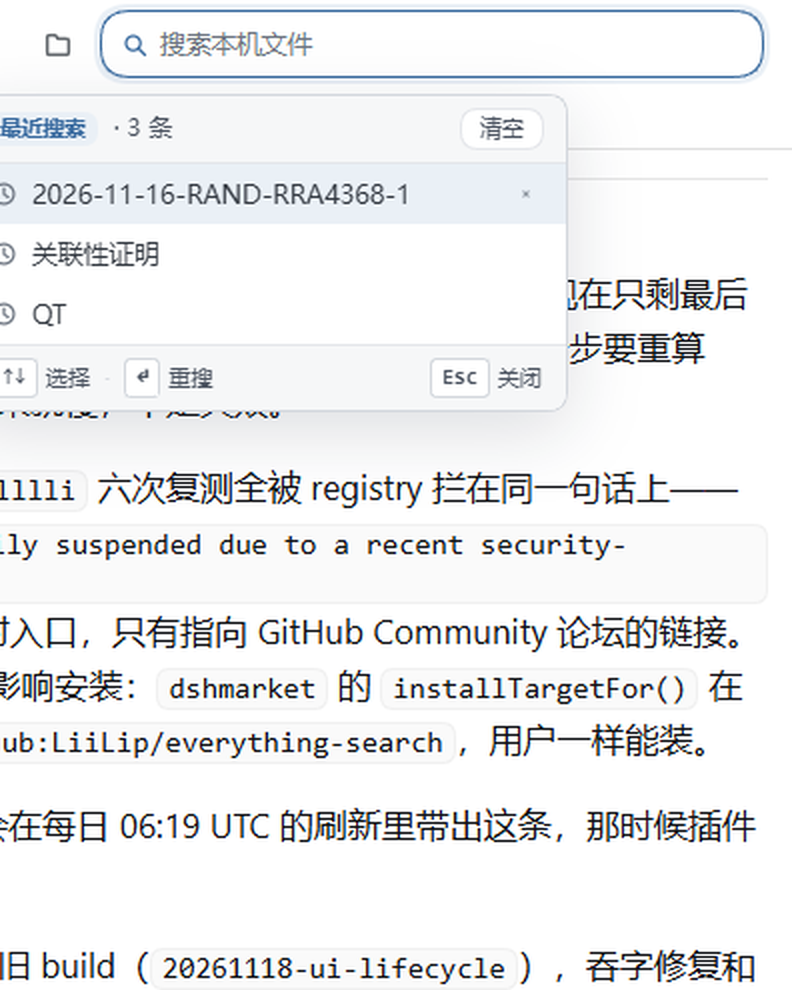 搜索本机文件
最近搜索 · 3 条 清空
2026-11-16-RAND-RRA4368-1 ×
关联性证明
QT
在只剩最后
步要重算
↑↓ 选择 · ↵ 重搜 Esc 关闭
llli 六次复测全被 registry 拦在同一句话上——
ily suspended due to a recent security-
入口，只有指向 GitHub Community 论坛的链接。
影响安装：dshmarket 的 installTargetFor() 在
ub:LiiLip/everything-search，用户一样能装。
在每日 06:19 UTC 的刷新里带出这条，那时候插件
旧 build（20261118-ui-lifecycle），吞字修复和